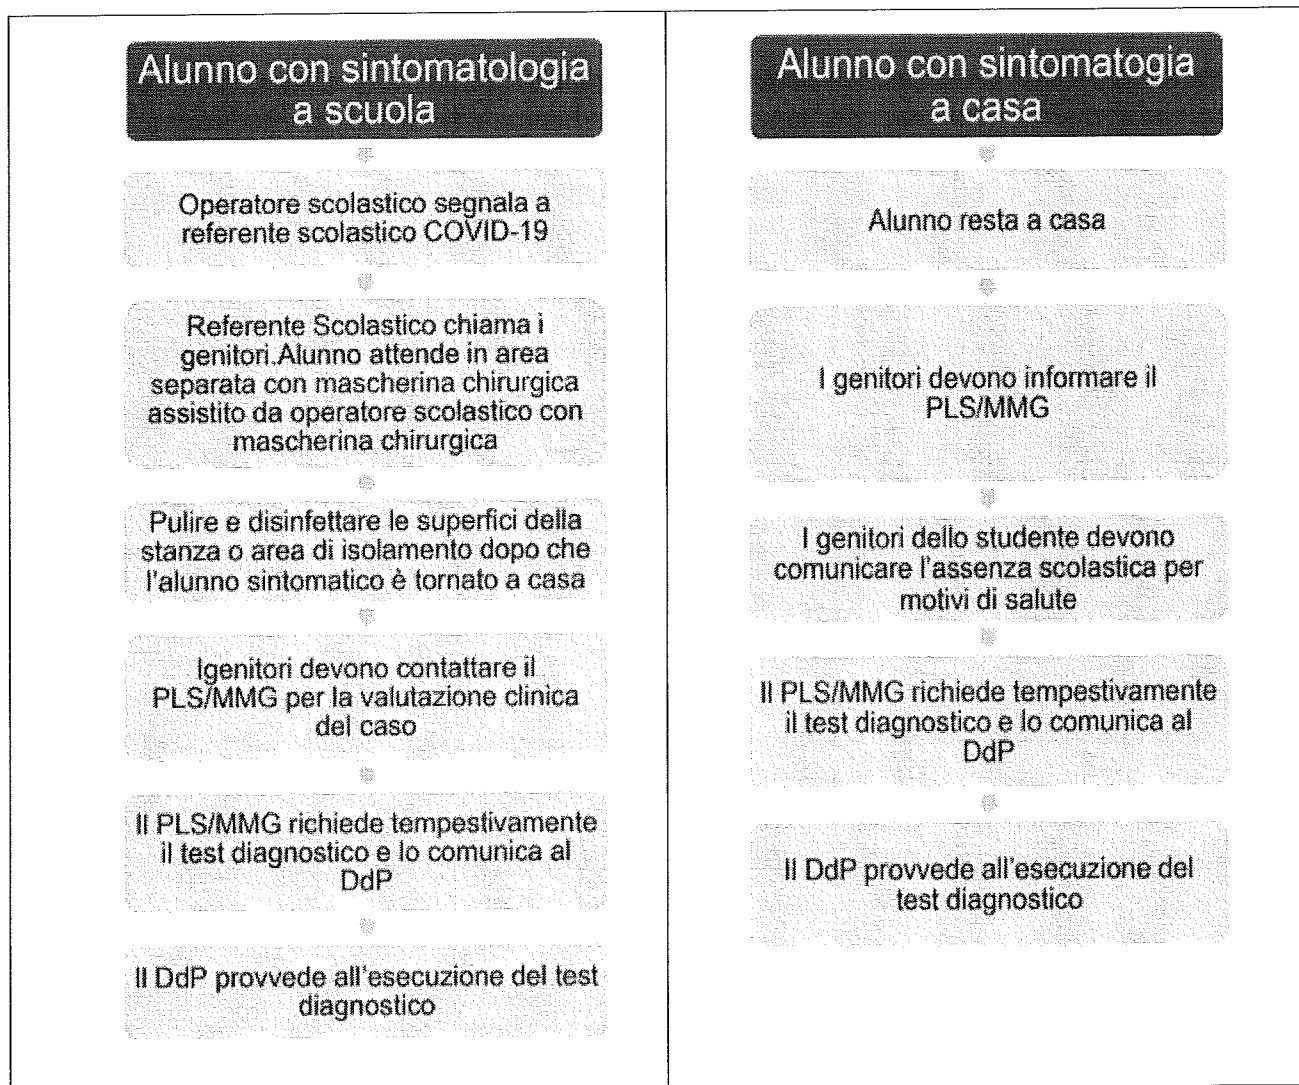 Alunno con sintomatologia
a scuola
Operatore scolastico segnala a
referente scolastico COVID-19
Referente Scolastico chiama i
genitori.Alunno attende in area
separata con mascherina chirurgica
assistito da operatore scolastico con
mascherina chirurgica
Pulire e disinfettare le superfici della
stanza o area di isolamento dopo che
l'alunno sintomatico è tornato a casa
Igenitori devono contattare il
PLS/MMG per la valutazione clinica
del caso
Il PLS/MMG richiede tempestivamente
il test diagnostico e lo comunica al
DdP
Il DdP provvede all'esecuzione del test
diagnostico
Alunno con sintomatogia
a casa
Alunno resta a casa
I genitori devono informare il
PLS/MMG
I genitori dello studente devono
comunicare l'assenza scolastica per
motivi di salute
Il PLS/MMG richiede tempestivamente
il test diagnostico e lo comunica al
DdP
Il DdP provvede all'esecuzione del
test diagnostico